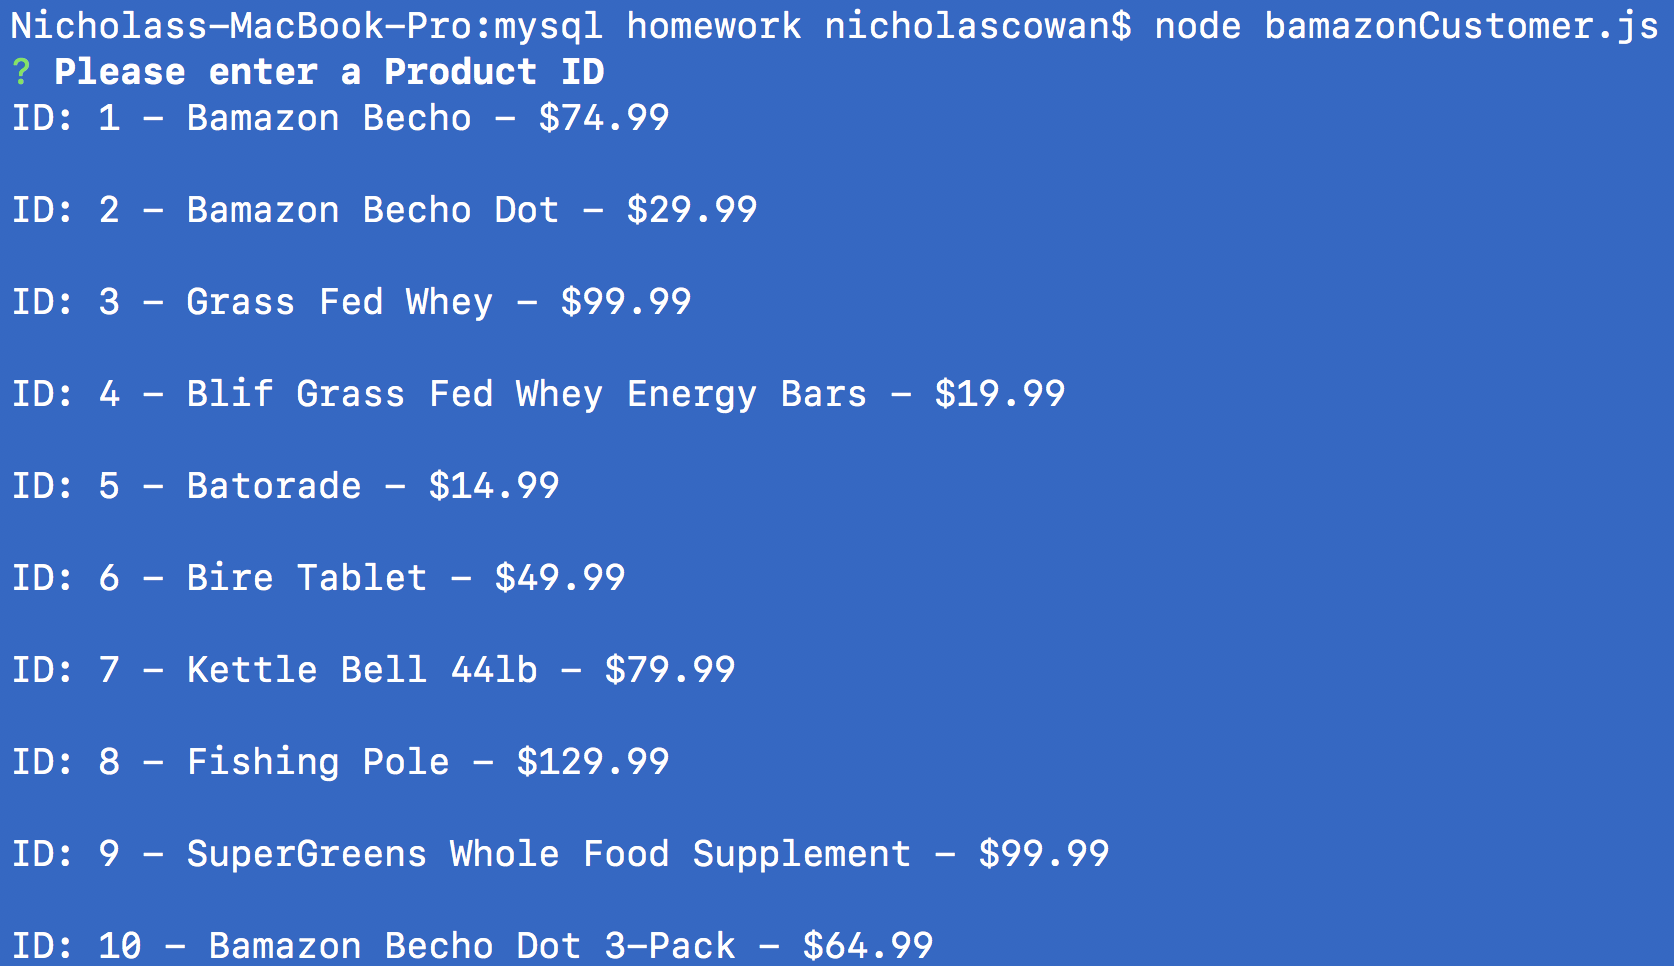 Nicholass-MacBook-Pro:mysql homework nicholascowan$ node bamazonCustomer.js
? Please enter a Product ID
ID: 1 - Bamazon Becho - $74.99
ID: 2 - Bamazon Becho Dot - $29.99
ID: 3 - Grass Fed Whey - $99.99
ID: 4 - Blif Grass Fed Whey Energy Bars - $19.99
ID: 5 - Batorade - $14.99
ID: 6 - Bire Tablet - $49.99
ID: 7 - Kettle Bell 44lb - $79.99
ID: 8 - Fishing Pole - $129.99
ID: 9 - SuperGreens Whole Food Supplement - $99.99
ID: 10 - Bamazon Becho Dot 3-Pack - $64.99